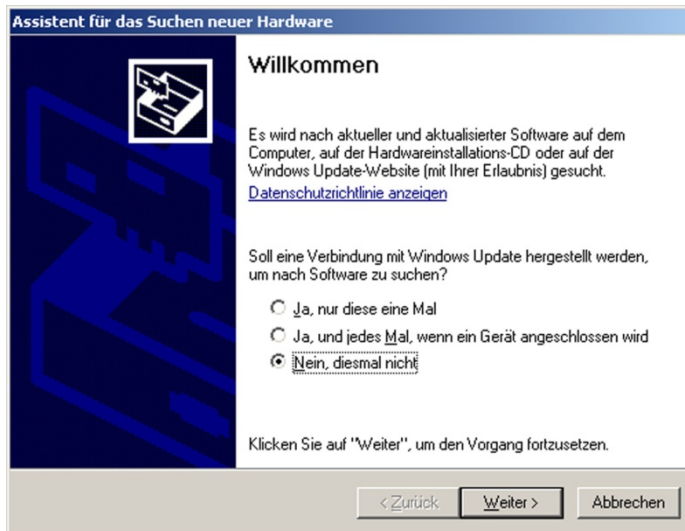 Assistent für das Suchen neuer Hardware
Willkommen
Es wird nach aktueller und aktualisierter Software auf dem
Computer, auf der Hardwareinstallations-CD oder auf der
Windows Update-Website (mit Ihrer Erlaubnis) gesucht.
Datenschutzrichtlinie anzeigen
Soll eine Verbindung mit Windows Update hergestellt werden,
um nach Software zu suchen?
Ja, nur diese eine Mal
Ja, und jedes Mal, wenn ein Gerät angeschlossen wird
Nein, diesmal nicht
Klicken Sie auf "Weiter", um den Vorgang fortzusetzen.
< Zurück Weiter > Abbrechen